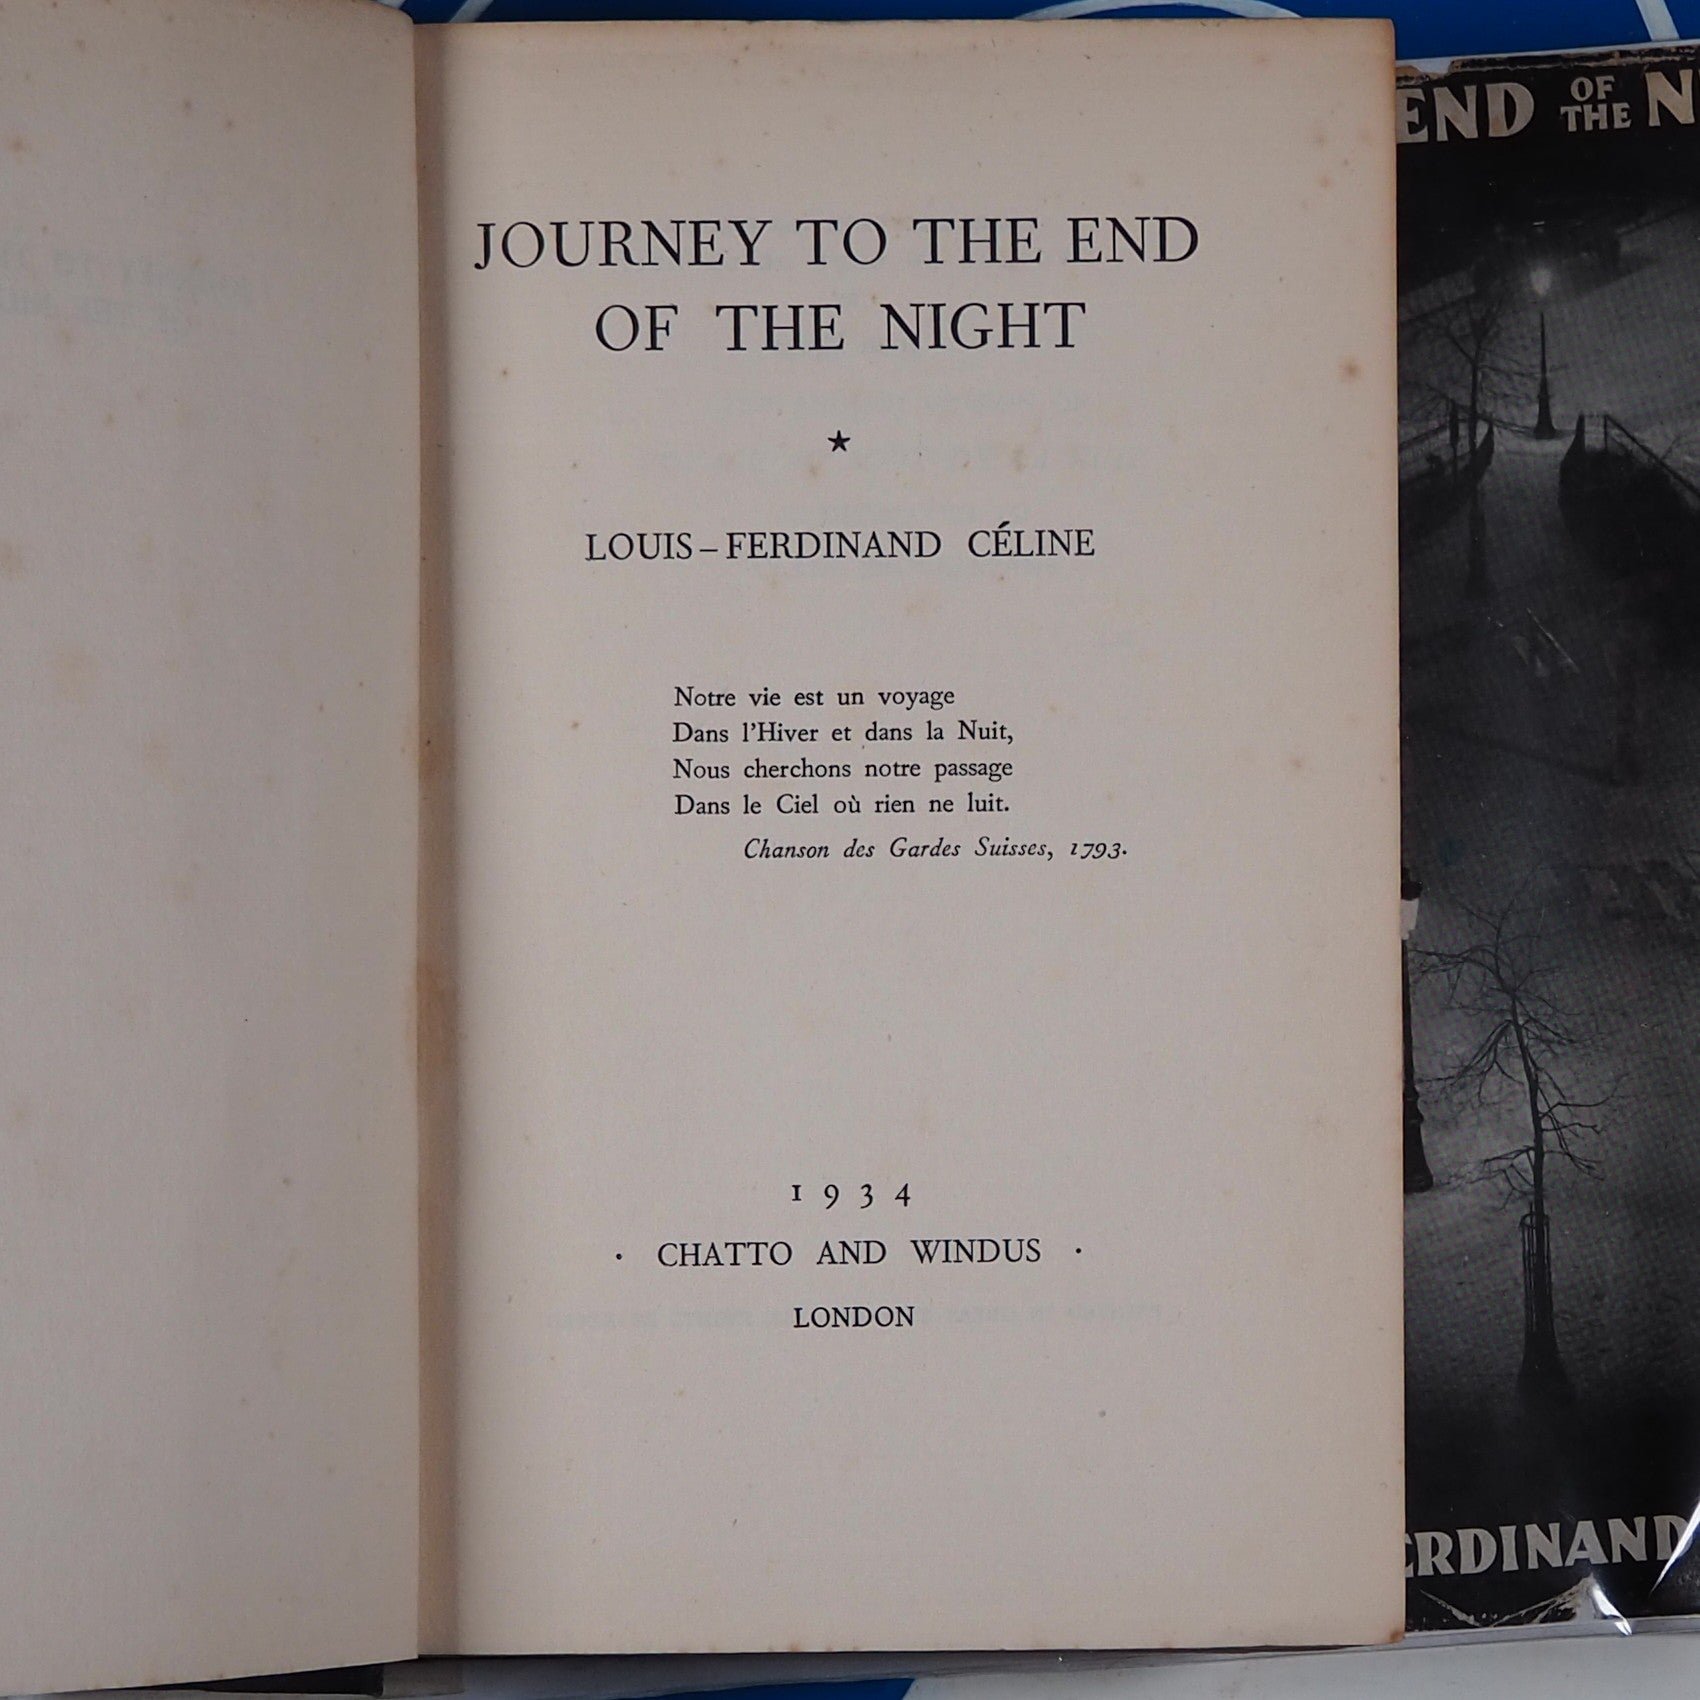 JOURNEY TO THE END
OF THE NIGHT
★
LOUIS–FERDINAND CÉLINE
Notre vie est un voyage
Dans l'Hiver et dans la Nuit,
Nous cherchons notre passage
Dans le Ciel où rien ne luit.
Chanson des Gardes Suisses, 1793.
1934
· CHATTO AND WINDUS ·
LONDON
END OF THE N
ERDINAND